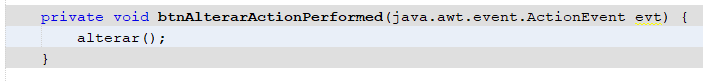 private void btnAlterarActionPerformed(java.awt.event.ActionEvent evt) {
    alterar();
}